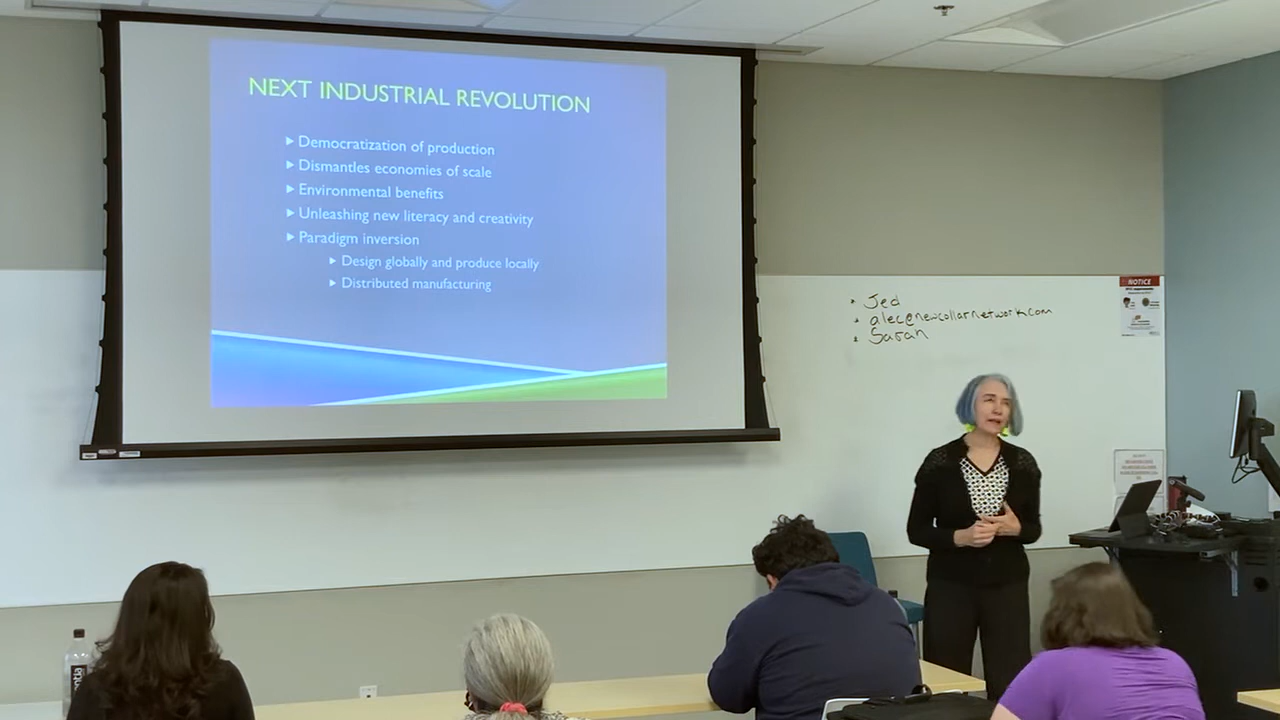 NEXT INDUSTRIAL REVOLUTION
Democratization of production
Dismantles economies of scale
Environmental benefits
Unleashing new literacy and creativity
Paradigm inversion
Design globally and produce locally
Distributed manufacturing
Jed
alec@newcollarnetwork.com
Sarah
NOTICE